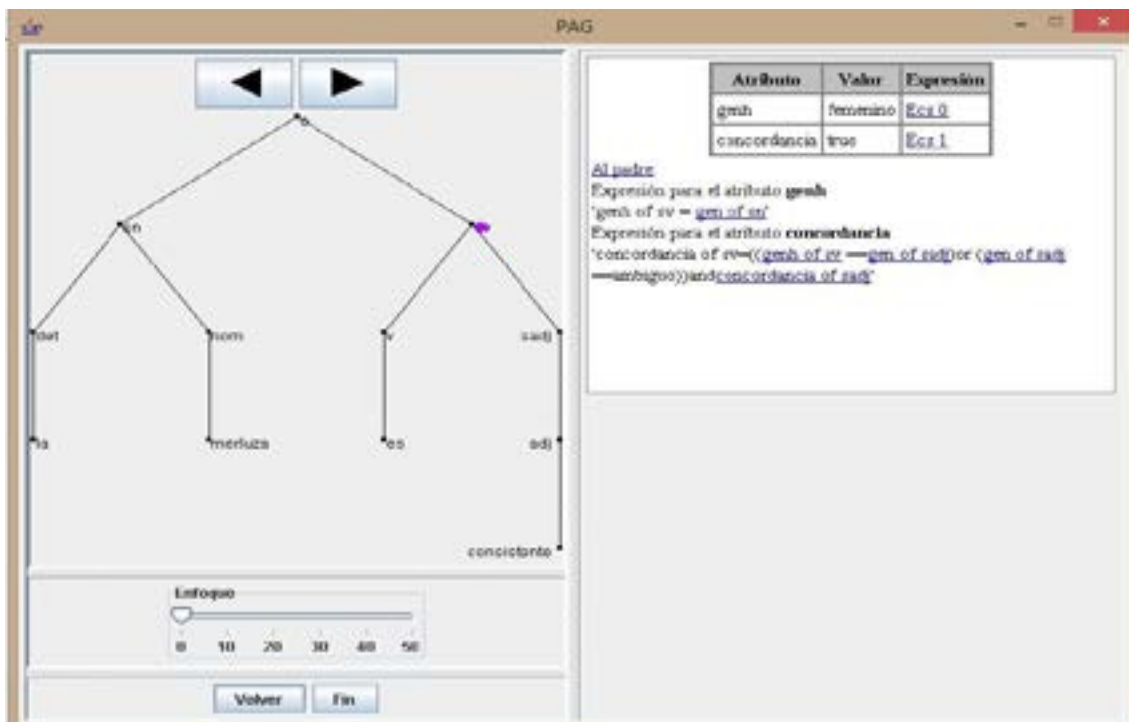 PAG
Atributo Valor Expresión
genh femenino Ecs 0
concordancia true Ecs 1
Al padre
Expresión para el atributo genh
'genh of sv = gen of sn'
Expresión para el atributo concordancia
'concordancia of sv=((genh of sv ==gen of sadj)or (gen of sadj
==ambiguo))andconcordancia of sadj'
sn
det nom v sadj
la merluza es adj
consistente
Enfoque
0 10 20 30 40 50
Volver Fin